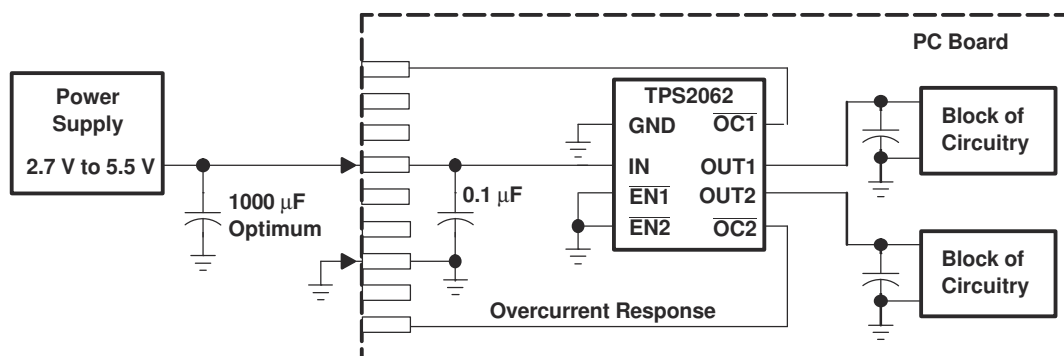 PC Board
Power
Supply
2.7 V to 5.5 V
1000 μF
Optimum
0.1 μF
TPS2062
GND
OC1
IN
OUT1
EN1
OUT2
EN2
OC2
Overcurrent Response
Block of
Circuitry
Block of
Circuitry